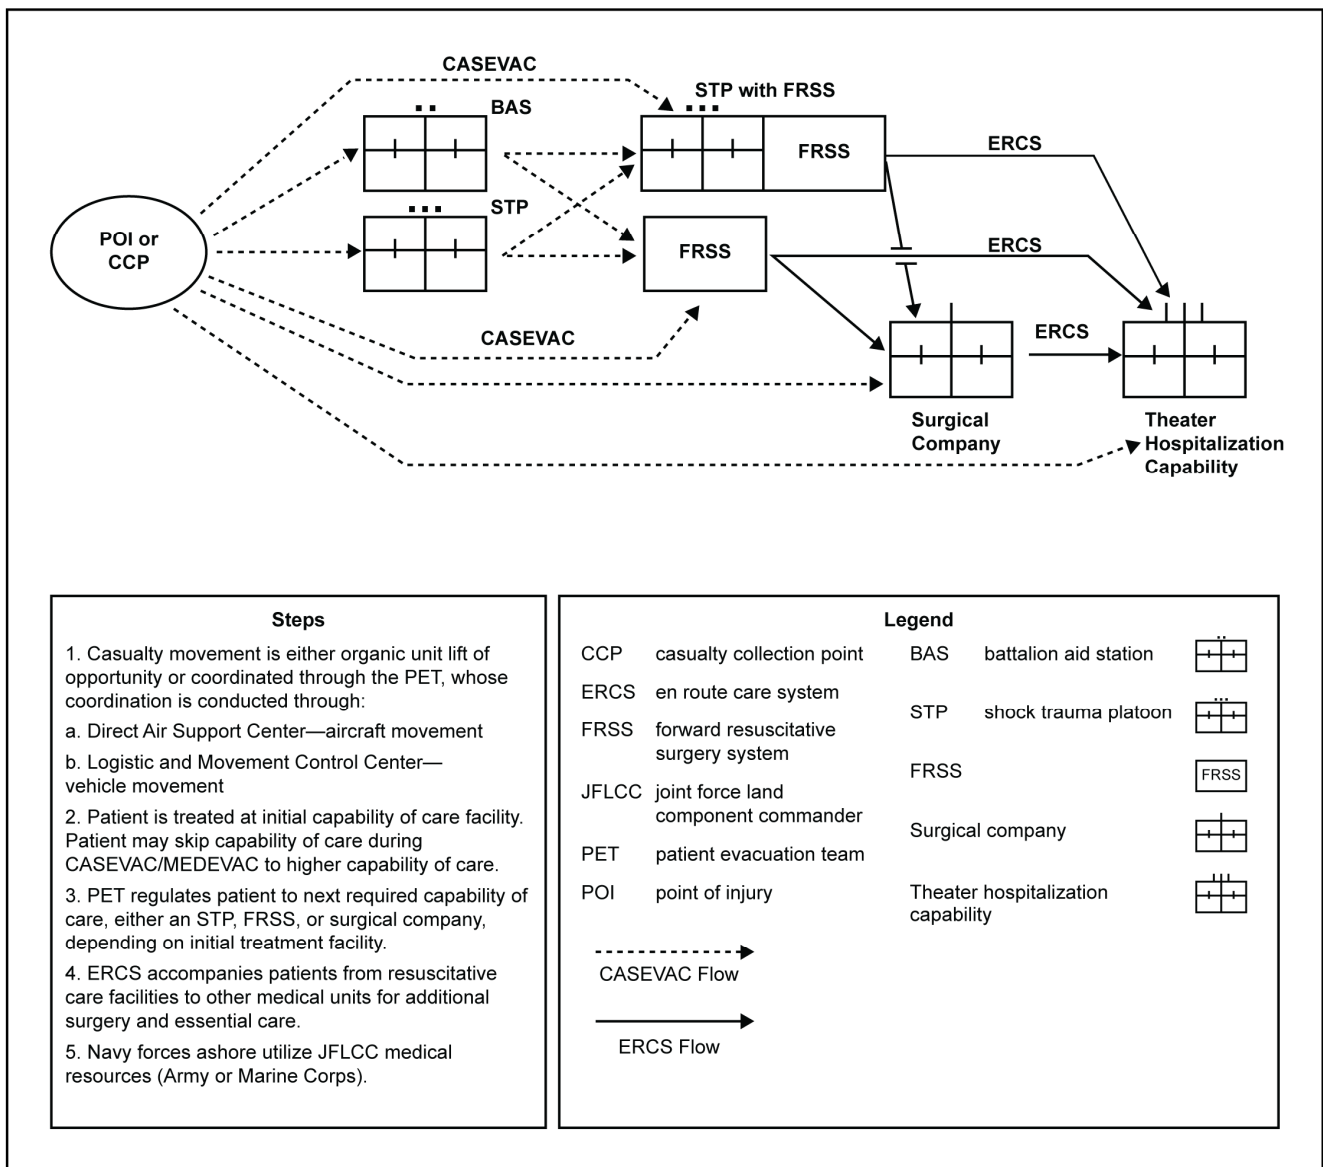 CASEVAC
STP with FRSS
BAS
FRSS
ERCS
STP
POI or
CCP
FRSS
ERCS
CASEVAC
ERCS
Surgical
Company
Theater
Hospitalization
Capability
Steps
1. Casualty movement is either organic unit lift of
opportunity or coordinated through the PET, whose
coordination is conducted through:
a. Direct Air Support Center—aircraft movement
b. Logistic and Movement Control Center—
vehicle movement
2. Patient is treated at initial capability of care facility.
Patient may skip capability of care during
CASEVAC/MEDEVAC to higher capability of care.
3. PET regulates patient to next required capability of
care, either an STP, FRSS, or surgical company,
depending on initial treatment facility.
4. ERCS accompanies patients from resuscitative
care facilities to other medical units for additional
surgery and essential care.
5. Navy forces ashore utilize JFLCC medical
resources (Army or Marine Corps).
Legend
CCP casualty collection point
ERCS en route care system
FRSS forward resuscitative
surgery system
JFLCC joint force land
component commander
PET patient evacuation team
POI point of injury
CASEVAC Flow
ERCS Flow
BAS battalion aid station
STP shock trauma platoon
FRSS FRSS
Surgical company
Theater hospitalization
capability